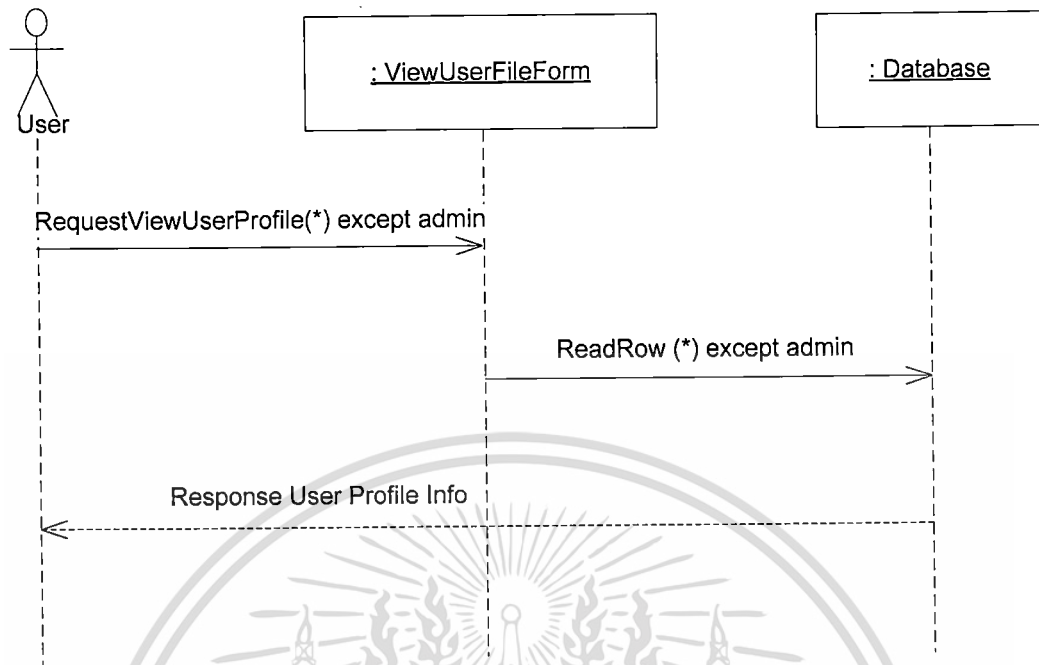 : ViewUserFileForm
: Database
User
RequestViewUserProfile(*) except admin
ReadRow (*) except admin
Response User Profile Info